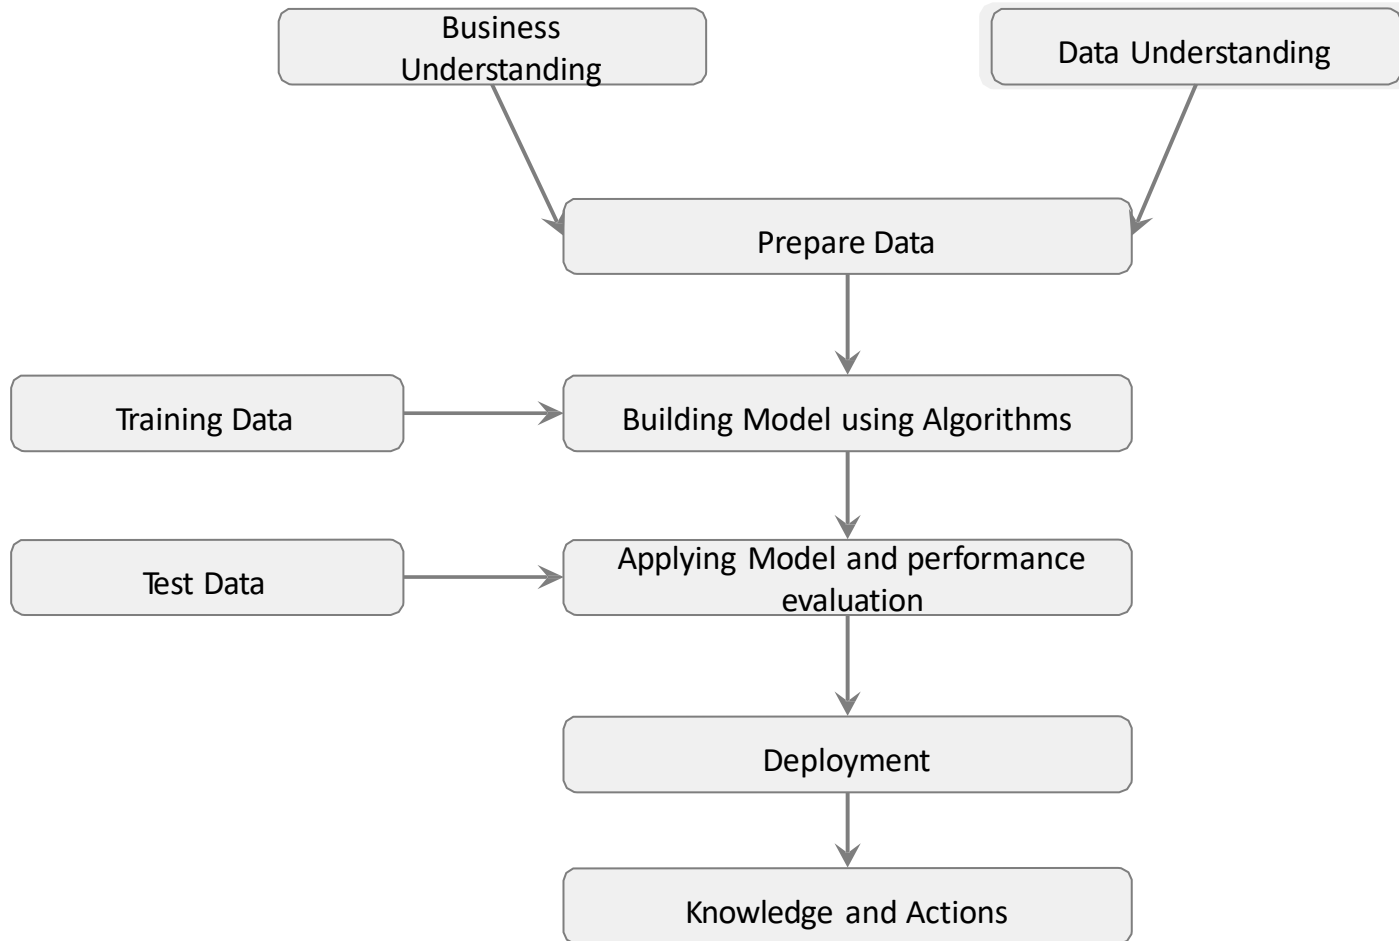 Business
Understanding
Data Understanding
Prepare Data
Training Data
Building Model using Algorithms
Test Data
Applying Model and performance
evaluation
Deployment
Knowledge and Actions